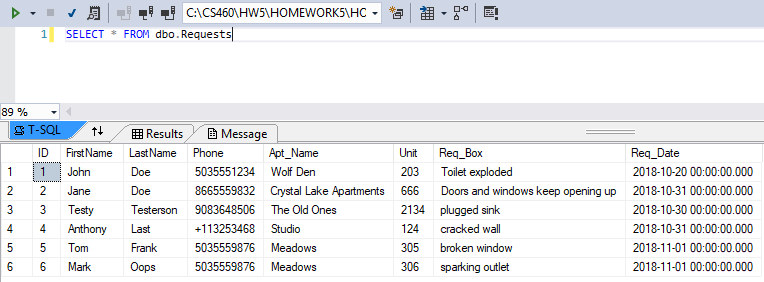 C:\CS460\HW5\HOMEWORK5\HO
1 SELECT * FROM dbo.Requests
89 %
T-SQL Results Message
ID FirstName LastName Phone Apt_Name Unit Req_Box Req_Date
1 1 John Doe 5035551234 Wolf Den 203 Toilet exploded 2018-10-20 00:00:00.000
2 2 Jane Doe 8665559832 Crystal Lake Apartments 666 Doors and windows keep opening up 2018-10-31 00:00:00.000
3 3 Testy Testerson 9083648506 The Old Ones 2134 plugged sink 2018-10-30 00:00:00.000
4 4 Anthony Last +113253468 Studio 124 cracked wall 2018-10-31 00:00:00.000
5 5 Tom Frank 5035559876 Meadows 305 broken window 2018-11-01 00:00:00.000
6 6 Mark Oops 5035559876 Meadows 306 sparking outlet 2018-11-01 00:00:00.000